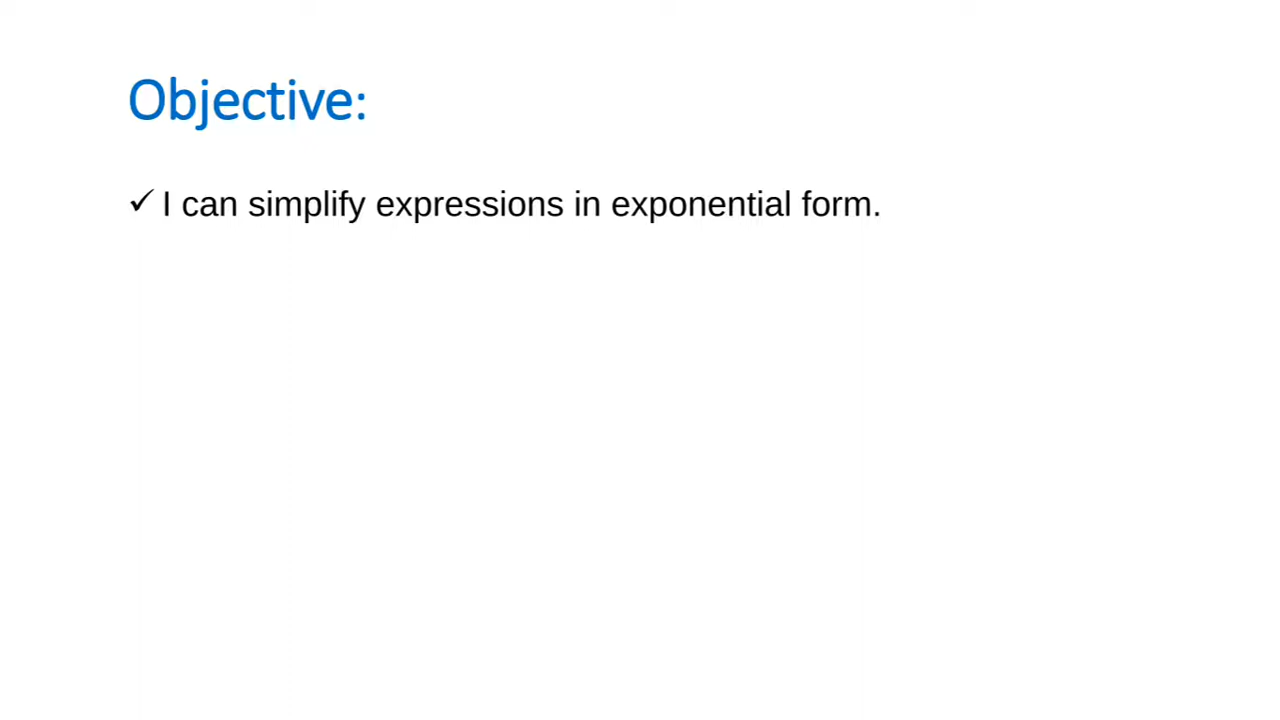 Objective:
✓ I can simplify expressions in exponential form.